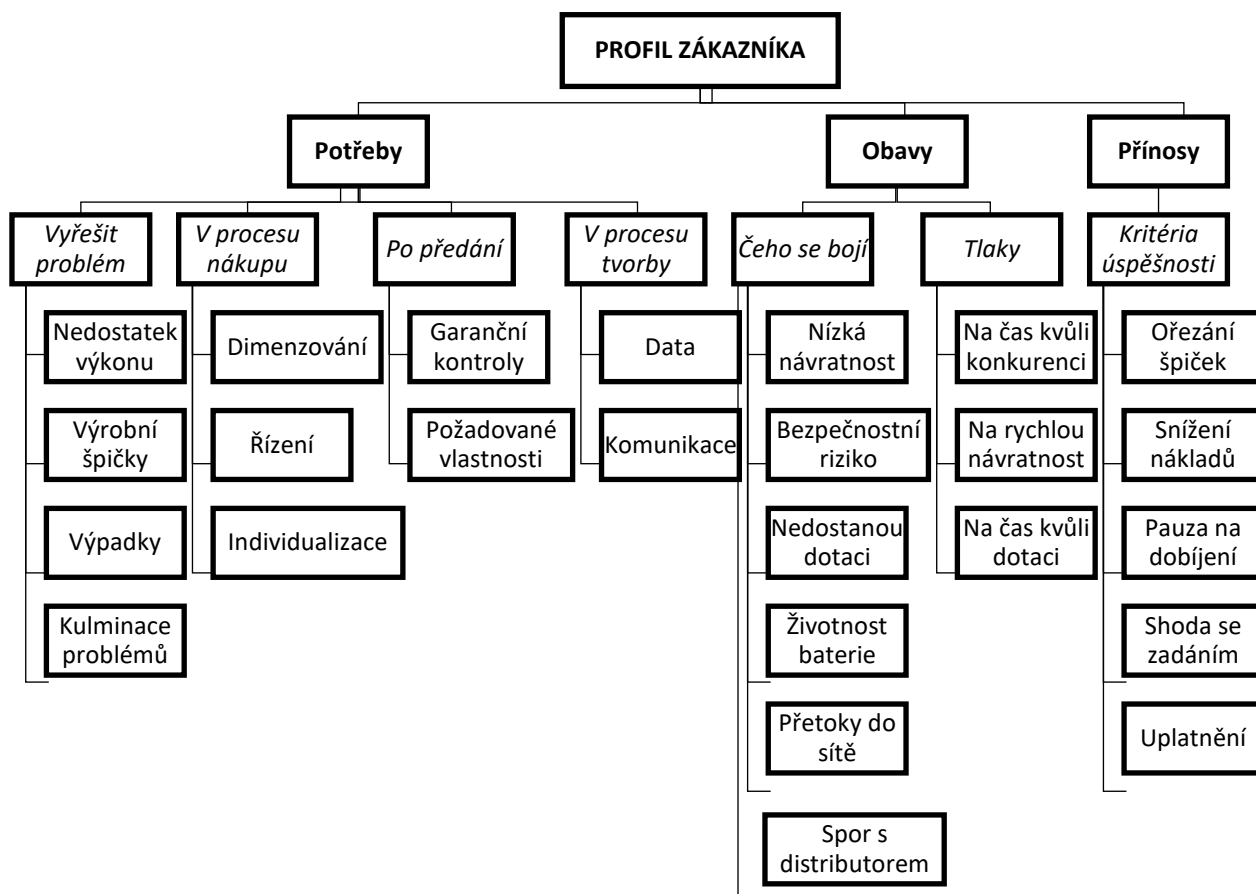 PROFIL ZÁKAZNÍKA
Potřeby
Obavy
Přínosy
Vyřešit
problém
V procesu
nákupu
Po předání
V procesu
tvorby
Čeho se bojí
Tlaky
Kritéria
úspěšnosti
Nedostatek
výkonu
Výrobní
špičky
Výpadky
Kulminace
problémů
Dimenzování
Řízení
Individualizace
Garanční
kontroly
Požadované
vlastnosti
Data
Komunikace
Nízká
návratnost
Bezpečnostní
riziko
Nedostanou
dotaci
Životnost
baterie
Přetoky do
sítě
Spor s
distributorem
Na čas kvůli
konkurenci
Na rychlou
návratnost
Na čas kvůli
dotaci
Ořezání
špiček
Snížení
nákladů
Pauza na
dobíjení
Shoda se
zadáním
Uplatnění